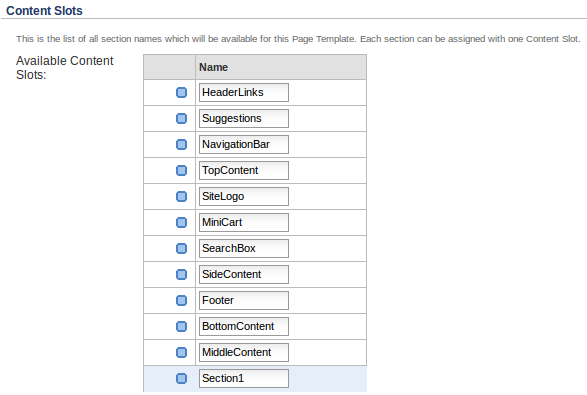 Content Slots
This is the list of all section names which will be available for this Page Template. Each section can be assigned with one Content Slot.
Available Content
Slots:
Name
HeaderLinks
Suggestions
NavigationBar
TopContent
SiteLogo
MiniCart
SearchBox
SideContent
Footer
BottomContent
MiddleContent
Section1